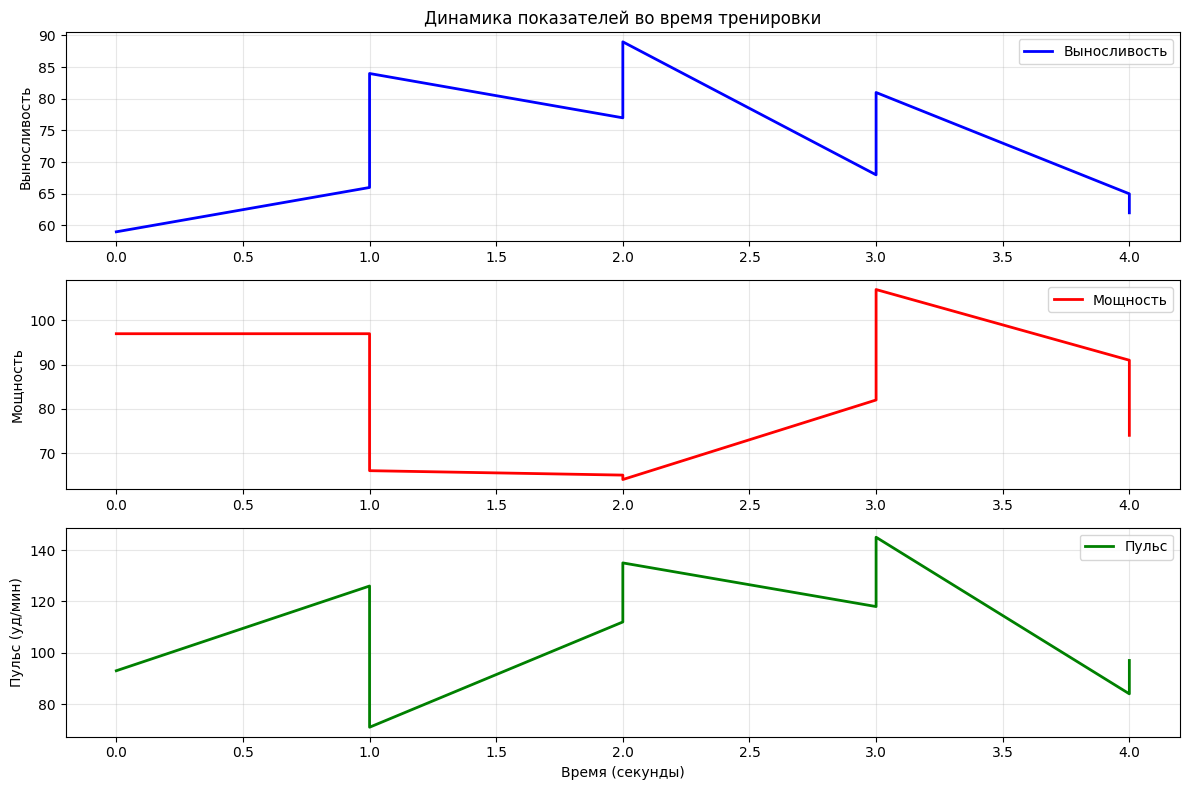 Динамика показателей во время тренировки
Выносливость
90
85
80
75
70
65
60
Выносливость
0.0 0.5 1.0 1.5 2.0 2.5 3.0 3.5 4.0
Мощность
100
90
80
70
Мощность
0.0 0.5 1.0 1.5 2.0 2.5 3.0 3.5 4.0
Пульс (уд/мин)
140
120
100
80
Пульс
0.0 0.5 1.0 1.5 2.0 2.5 3.0 3.5 4.0
Время (секунды)